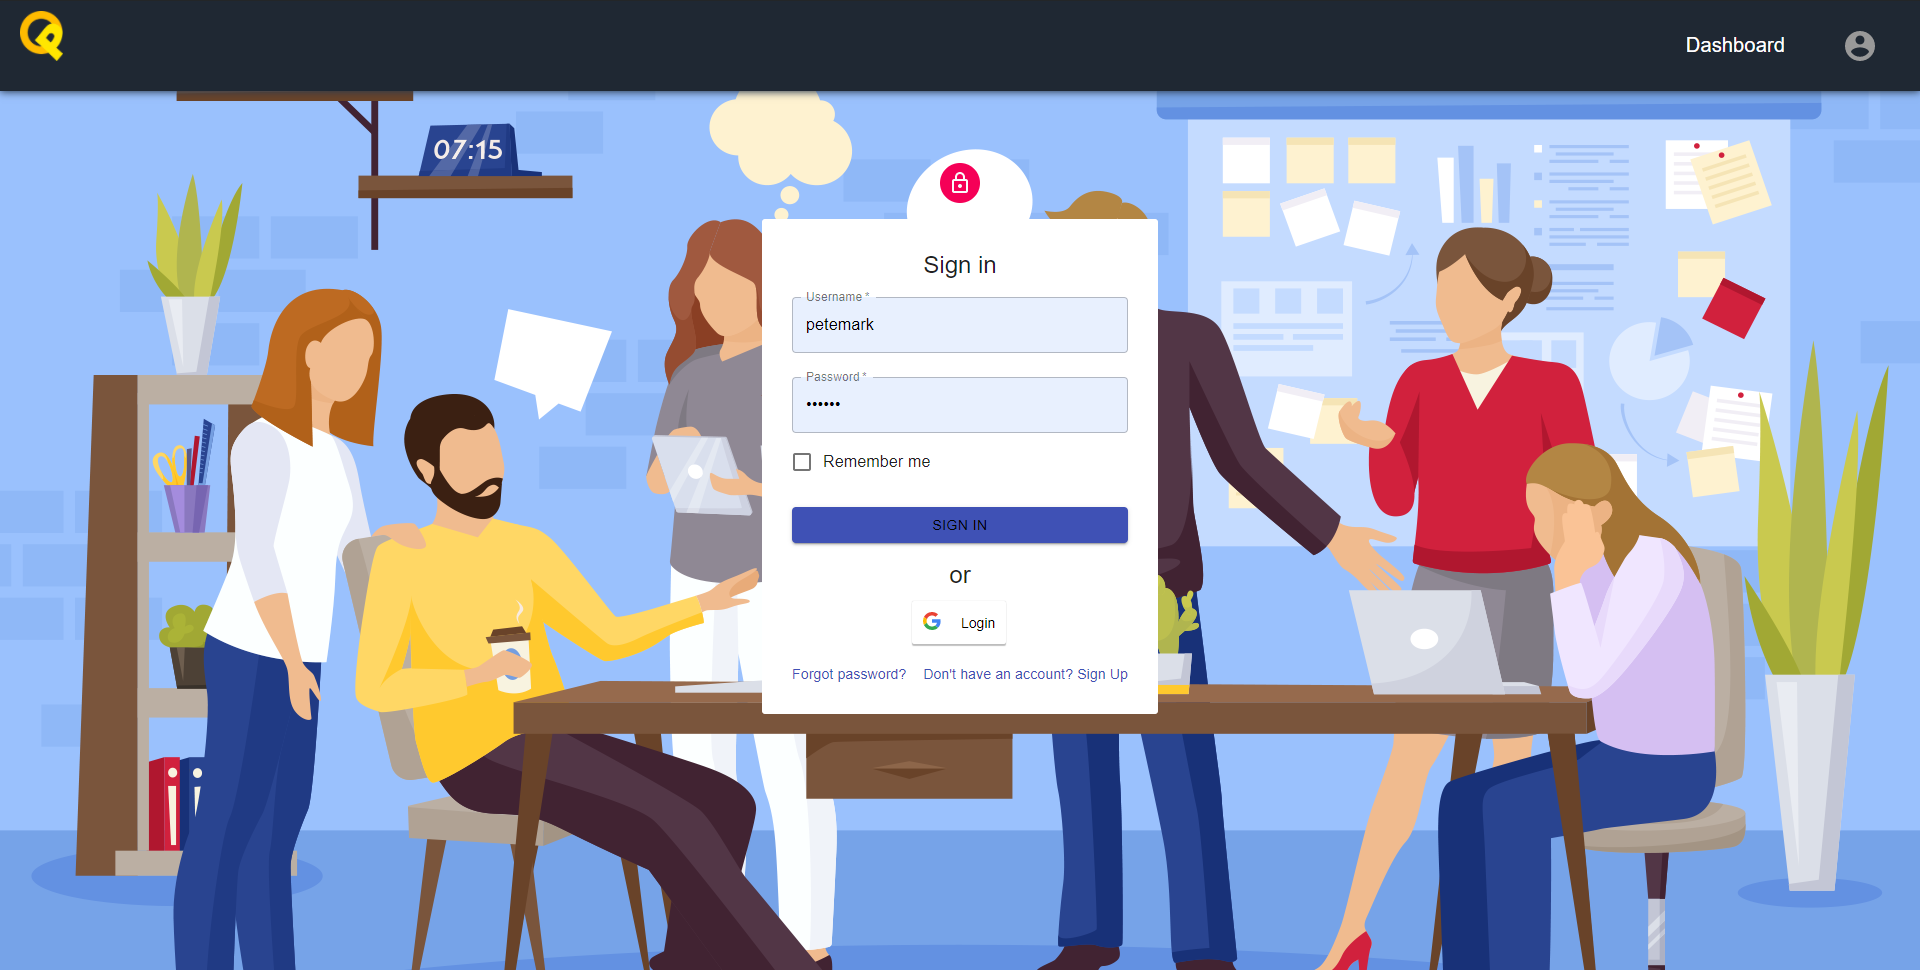 Dashboard
07:15
Sign in
Username *
petemark
Password *
••••••
Remember me
SIGN IN
or
Login
Forgot password? Don't have an account? Sign Up